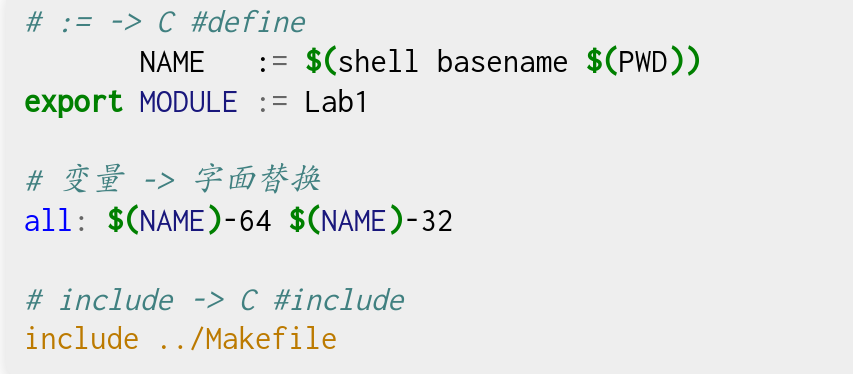 # := -> C #define
NAME := $(shell basename $(PWD))
export MODULE := Lab1
# 变量 -> 字面替换
all: $(NAME)-64 $(NAME)-32
# include -> C #include
include ../Makefile